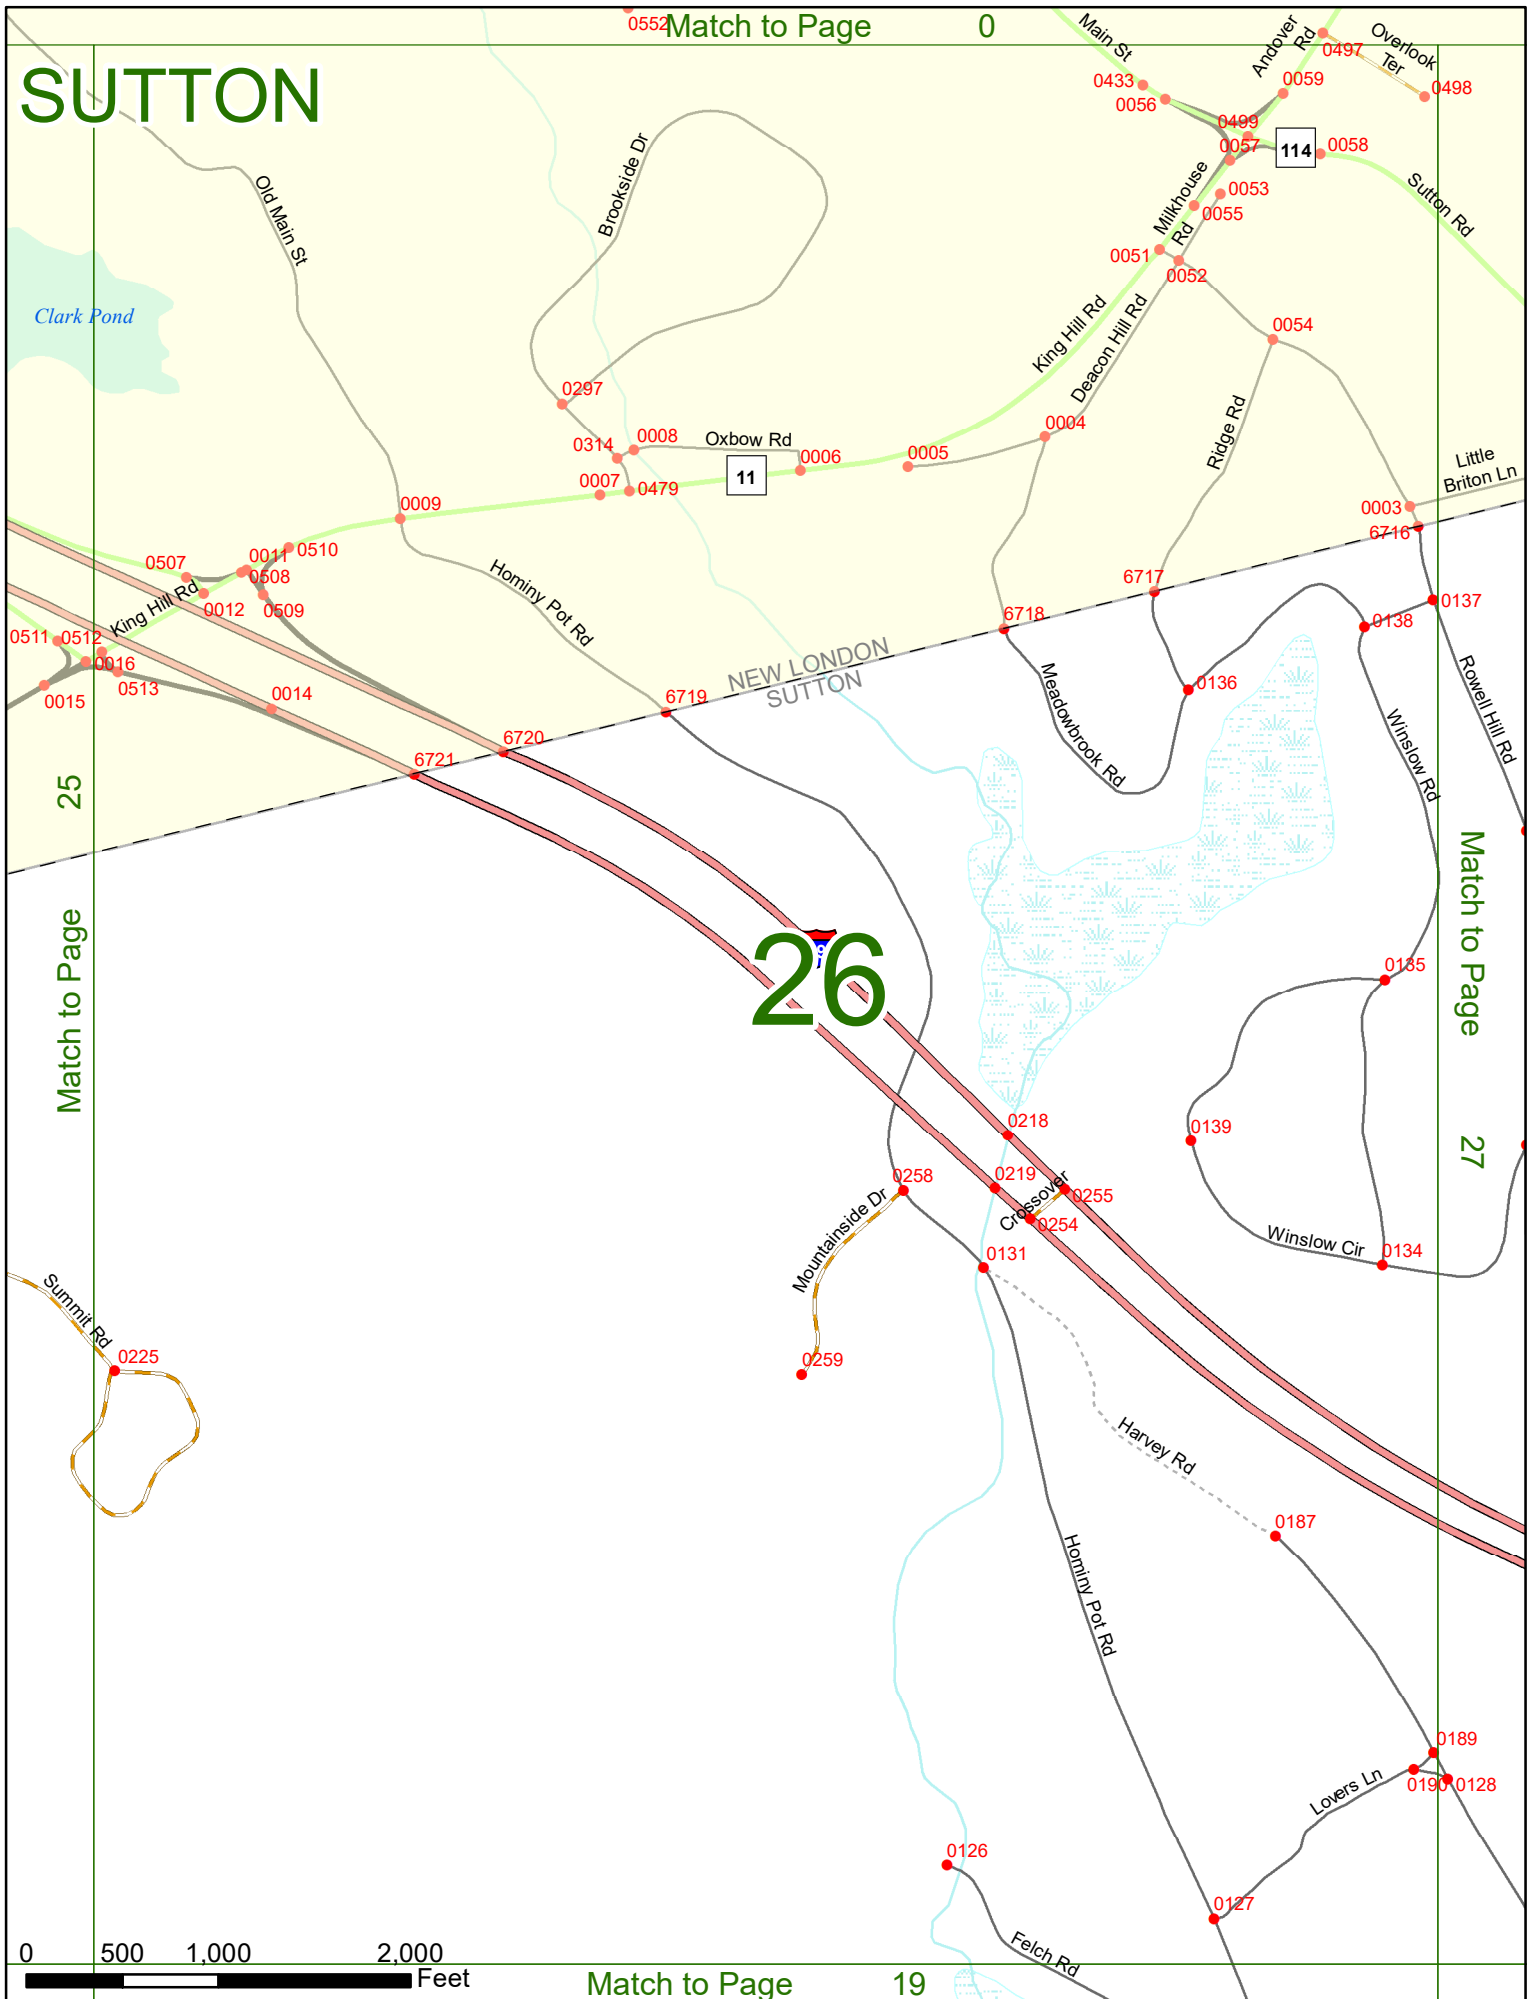 0552
Match to Page 0
SUTTON
Main St
Andover
Rd
0497
Overlook
Ter
0498
0433
0056
0059
0499
0057
114
0058
Sutton Rd
Milkhouse
Rd
0053
0055
0051
0052
Old Main St
Brookside Dr
Clark Pond
King Hill Rd
Deacon Hill Rd
0054
Ridge Rd
0297
0314
0008
Oxbow Rd
0004
0006
0005
11
0007
0479
0009
Little
Briton Ln
0003
6716
0507
0011
0510
0508
0012
0509
King Hill Rd
Hominy Pot Rd
0511
0512
0016
0513
0015
0014
6717
6718
0137
0138
NEW LONDON
SUTTON
6719
6720
6721
Meadowbrook Rd
0136
Winslow Rd
Rowell Hill Rd
25
Match to Page
Match to Page
27
26
9
0135
0218
0139
0258
0219
Crossover
0255
0254
Mountainside Dr
0131
Winslow Cir
0134
Summit Rd
0225
0259
Harvey Rd
0187
Hominy Pot Rd
0189
0190
0128
Lovers Ln
0126
0127
Felch Rd
0 500 1,000 2,000
Feet
Match to Page 19